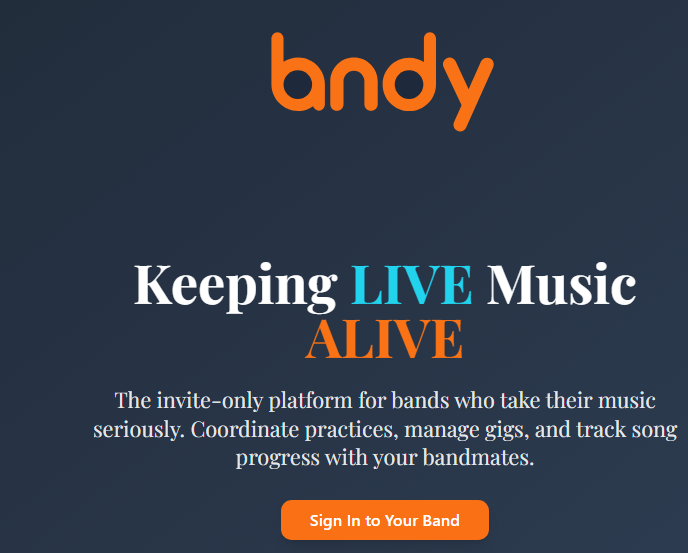 bndy
Keeping LIVE Music
ALIVE
The invite-only platform for bands who take their music
seriously. Coordinate practices, manage gigs, and track song
progress with your bandmates.
Sign In to Your Band